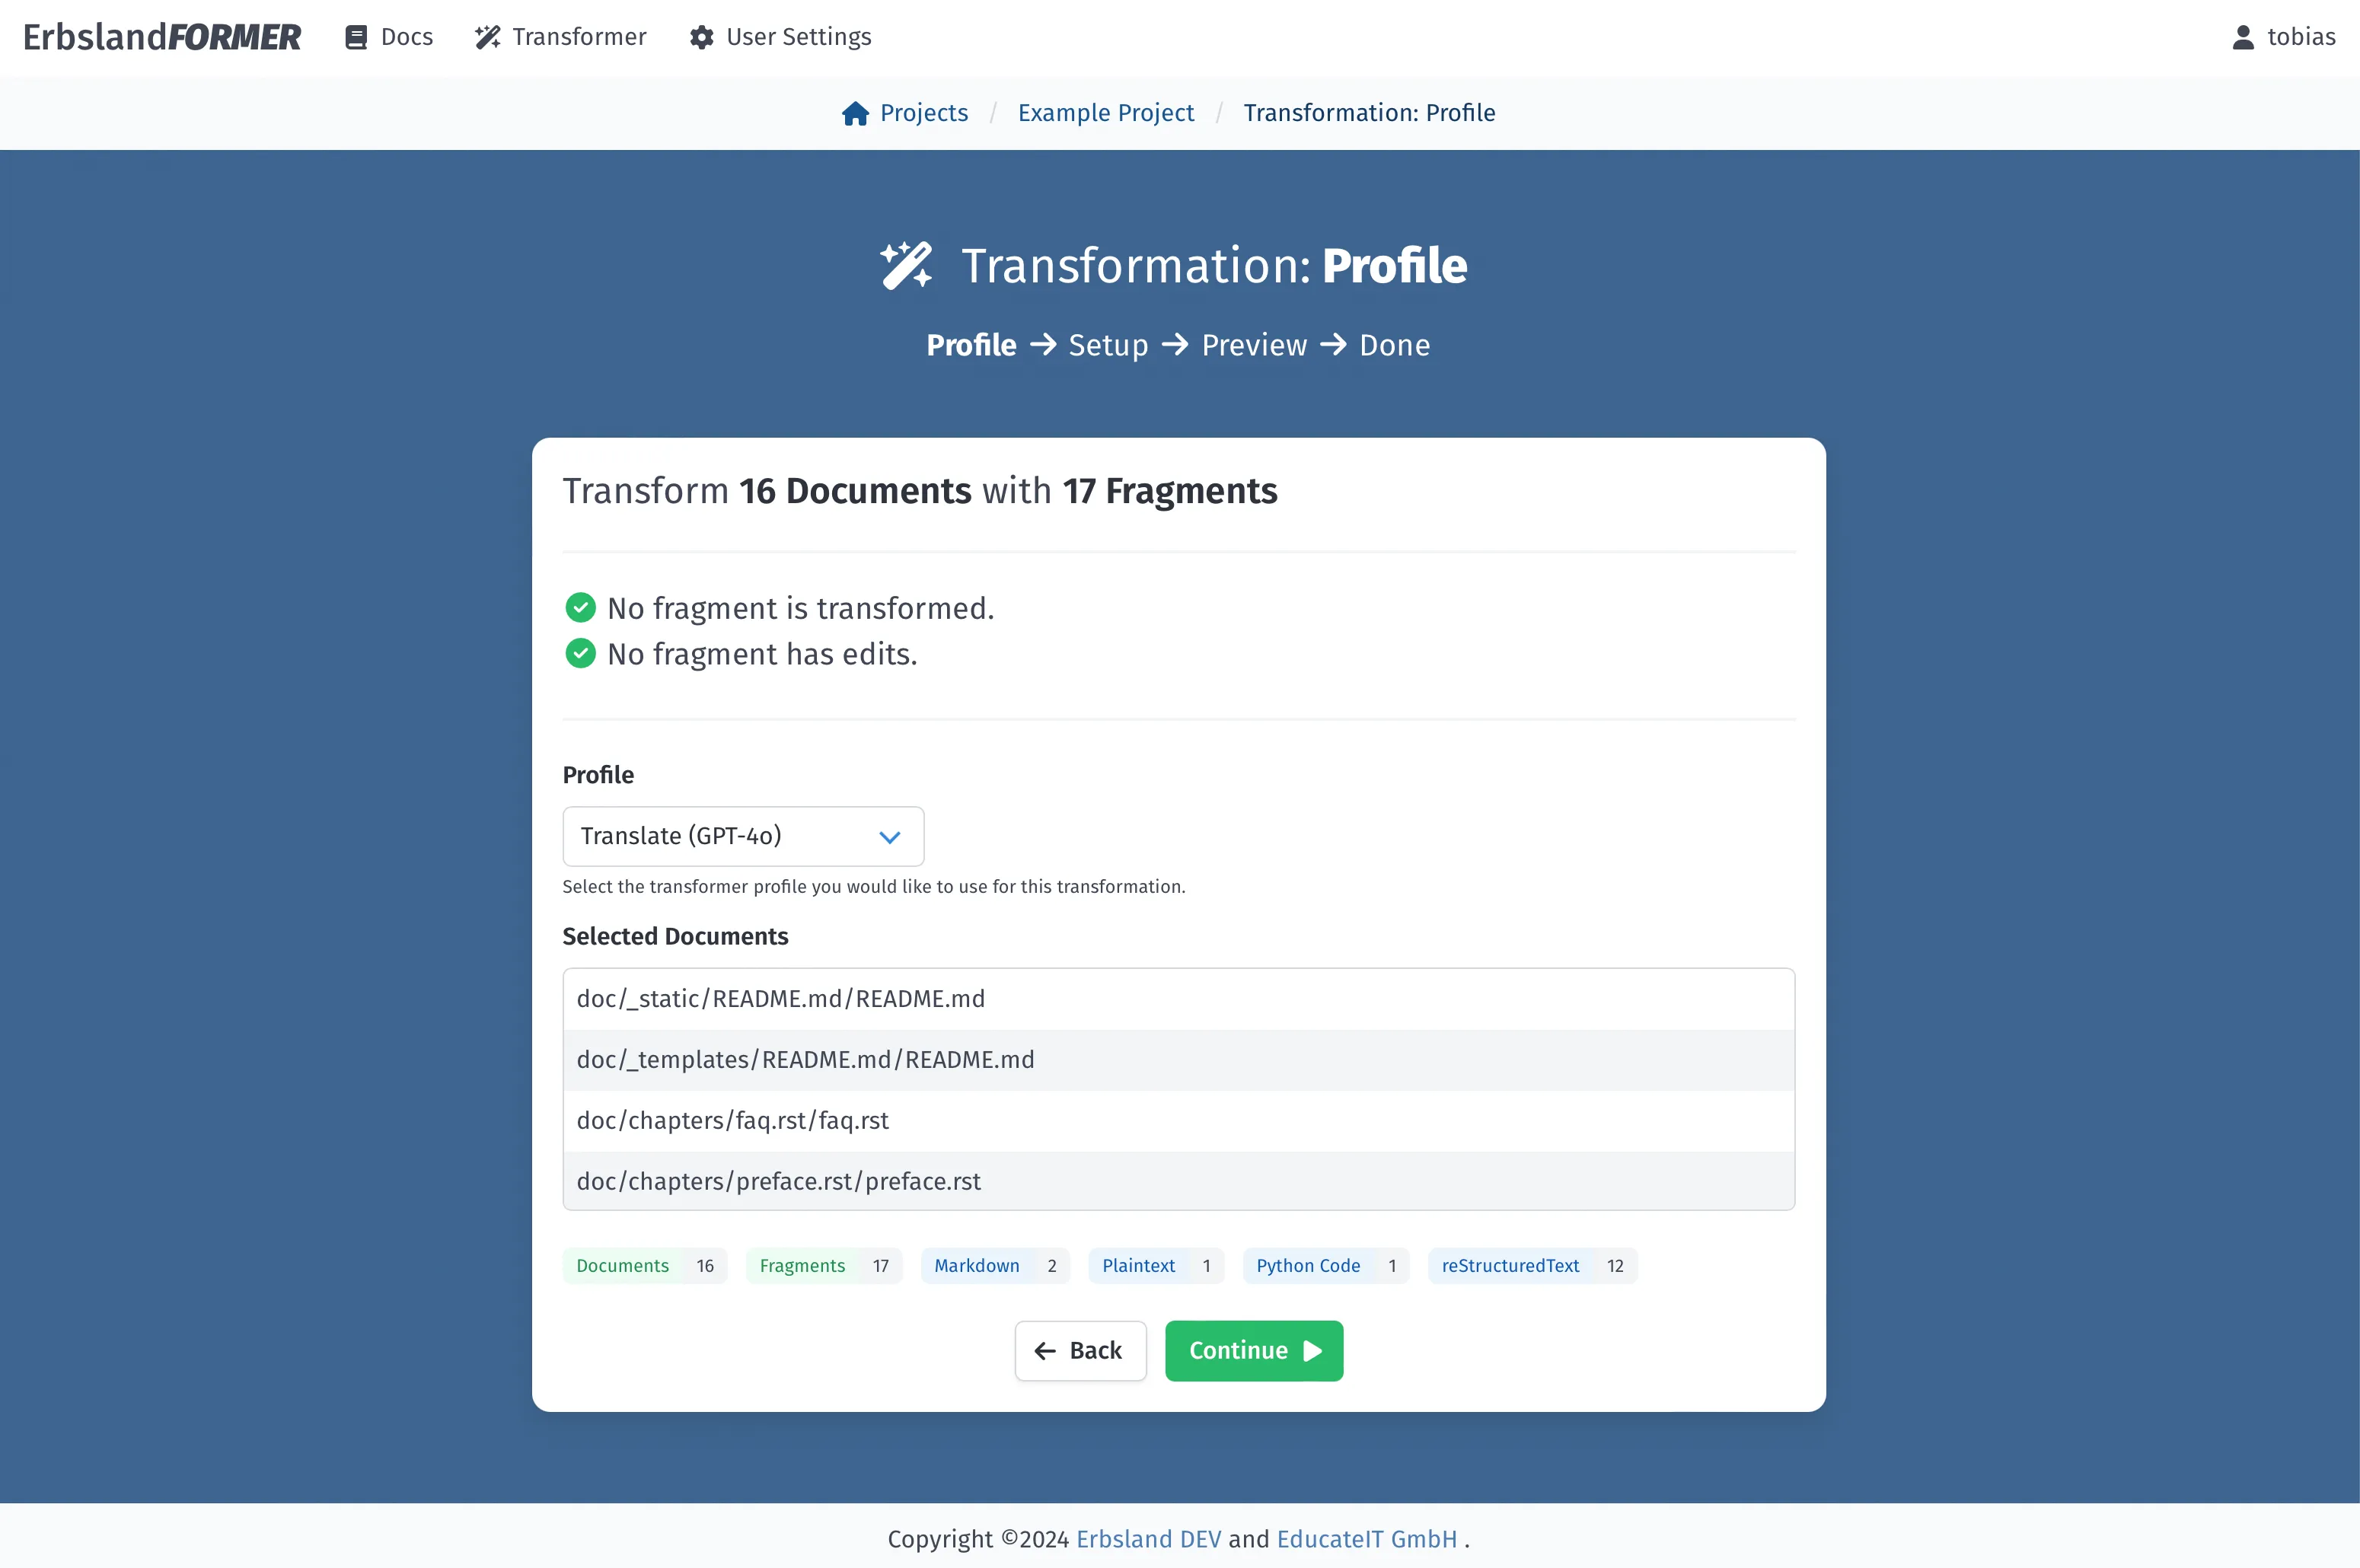 ErbslandFORMER Docs Transformer User Settings tobias
Projects / Example Project / Transformation: Profile
Transformation: Profile
Profile → Setup → Preview → Done
Transform 16 Documents with 17 Fragments
No fragment is transformed.
No fragment has edits.
Profile
Translate (GPT-4o)
Select the transformer profile you would like to use for this transformation.
Selected Documents
doc/_static/README.md/README.md
doc/_templates/README.md/README.md
doc/chapters/faq.rst/faq.rst
doc/chapters/preface.rst/preface.rst
Documents 16 Fragments 17 Markdown 2 Plaintext 1 Python Code 1 reStructuredText 12
← Back Continue
Copyright ©2024 Erbsland DEV and EducateIT GmbH .